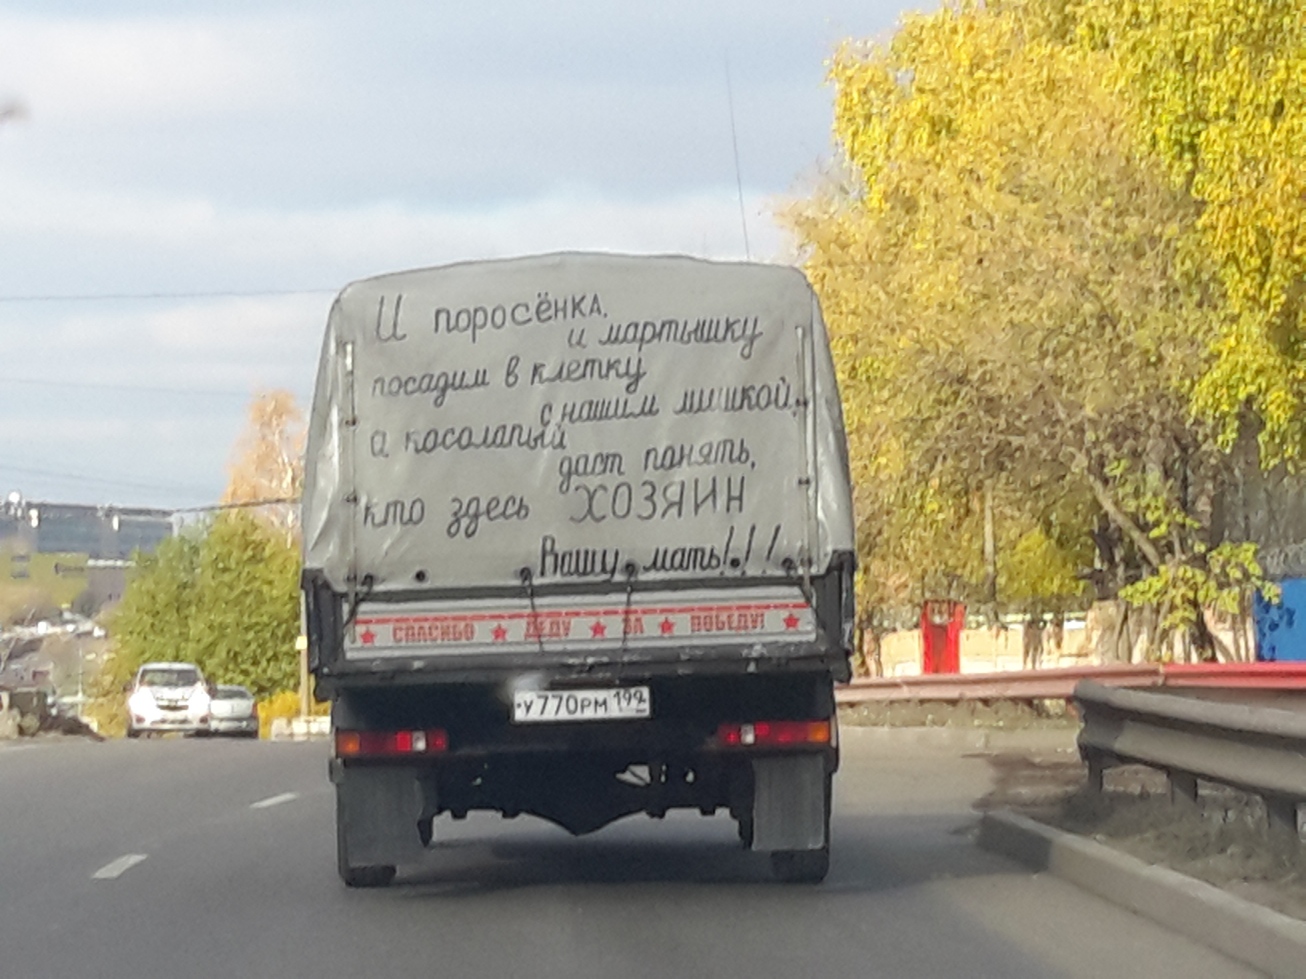 И поросёнка,
и мартышку
посадим в клетку
с нашим мишкой,
а косолапый
даст понять,
кто здесь ХОЗЯИН
Вашу мать!!!
СПАСИБО ДЕДУ ЗА ПОБЕДУ!
У770РМ 199